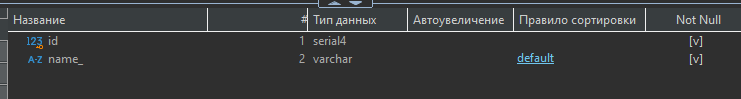 Название # Тип данных Автоувеличение Правило сортировки Not Null
123 id 1 serial4 [v]
A-Z name_ 2 varchar default [v]